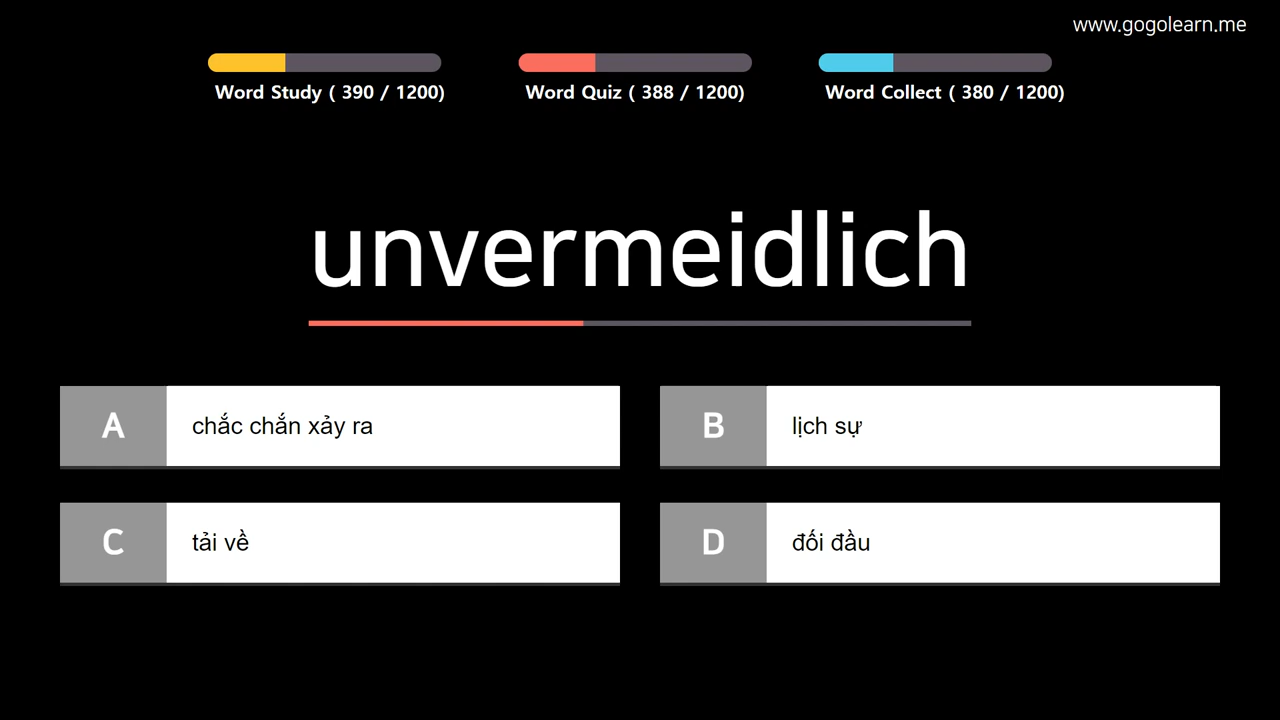 www.gogolearn.me
Word Study ( 390 / 1200)
Word Quiz ( 388 / 1200)
Word Collect ( 380 / 1200)
unvermeidlich
A chắc chắn xảy ra
B lịch sự
C tải về
D đối đầu